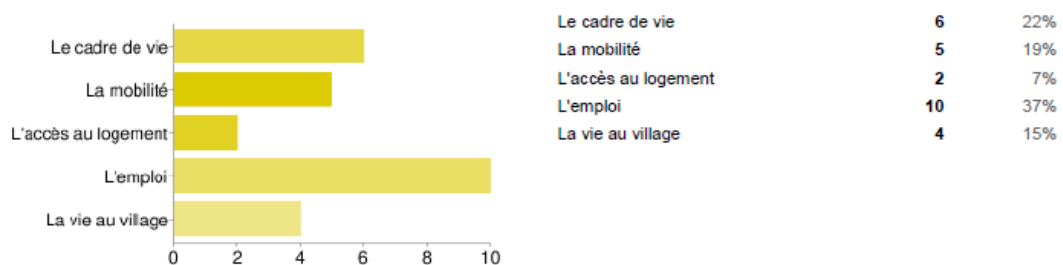 Le cadre de vie
La mobilité
L'accès au logement
L'emploi
La vie au village
0 2 4 6 8 10
Le cadre de vie 6 22%
La mobilité 5 19%
L'accès au logement 2 7%
L'emploi 10 37%
La vie au village 4 15%